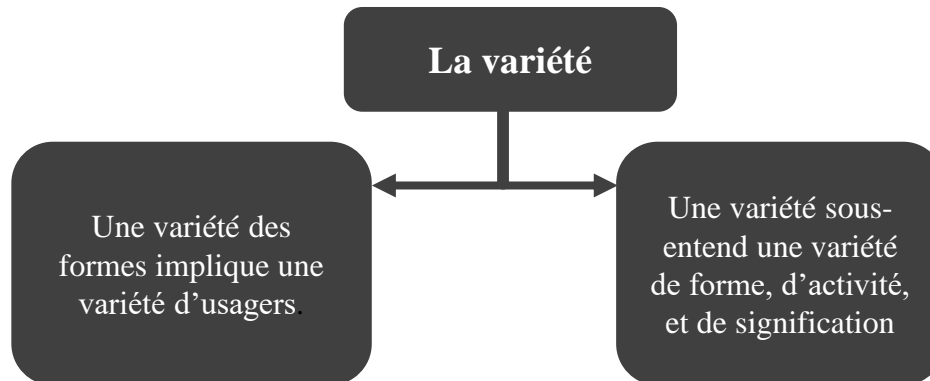 La variété
Une variété des
formes implique une
variété d’usagers.
Une variété sous-
entend une variété
de forme, d’activité,
et de signification